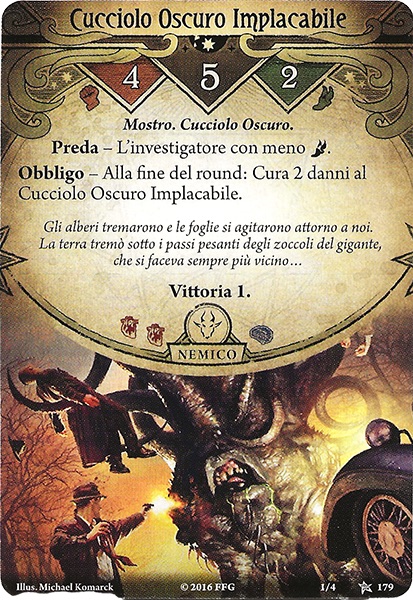 Cucciolo Oscuro Implacabile
4 5 2
Mostro. Cucciolo Oscuro.
Preda – L'investigatore con meno .
Obbligo – Alla fine del round: Cura 2 danni al
Cucciolo Oscuro Implacabile.
Gli alberi tremarono e le foglie si agitarono attorno a noi.
La terra tremò sotto i passi pesanti degli zoccoli del gigante,
che si faceva sempre più vicino…
Vittoria 1.
NEMICO
Illus. Michael Komarck © 2016 FFG 1/4 179